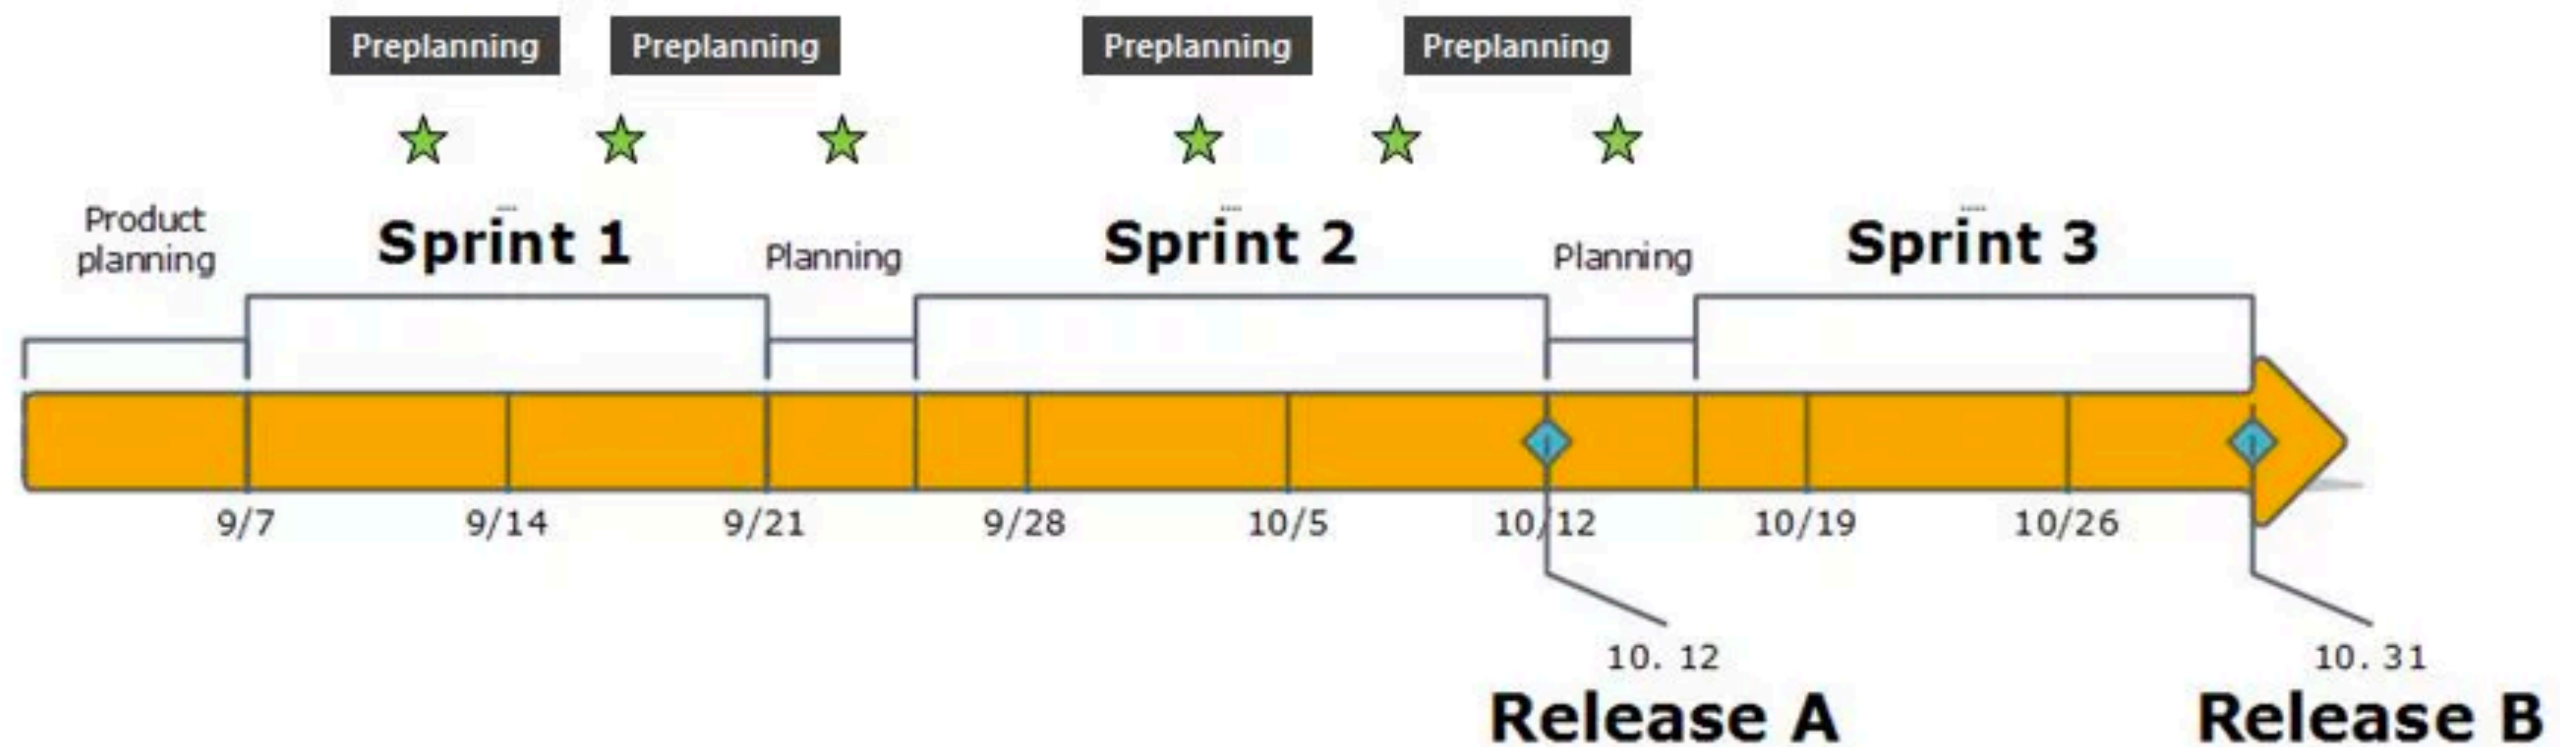 Preplanning
Preplanning
Preplanning
Preplanning
Product
planning
Sprint 1
Planning
Sprint 2
Planning
Sprint 3
9/7
9/14
9/21
9/28
10/5
10/12
10/19
10/26
10. 12
Release A
10. 31
Release B